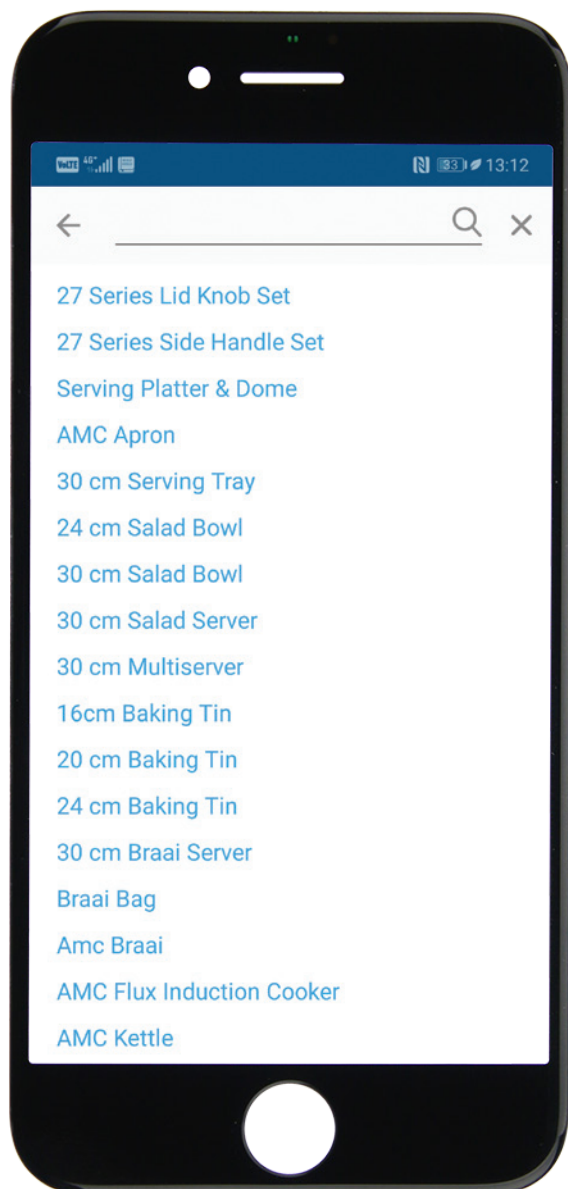 VoLTE 4G+ 33 13:12
27 Series Lid Knob Set
27 Series Side Handle Set
Serving Platter & Dome
AMC Apron
30 cm Serving Tray
24 cm Salad Bowl
30 cm Salad Bowl
30 cm Salad Server
30 cm Multiserver
16cm Baking Tin
20 cm Baking Tin
24 cm Baking Tin
30 cm Braai Server
Braai Bag
Amc Braai
AMC Flux Induction Cooker
AMC Kettle